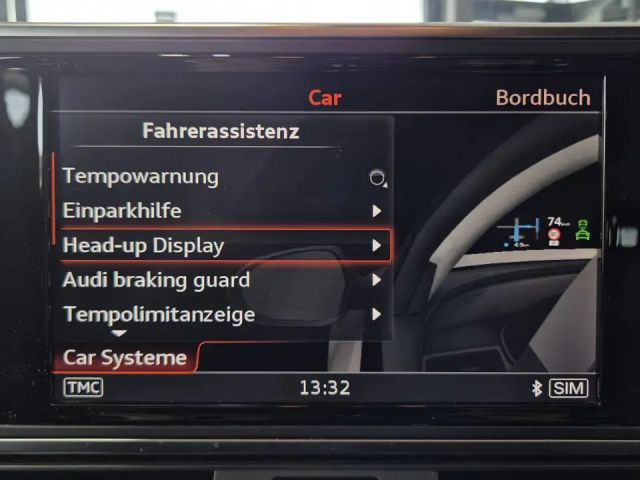 Car
Bordbuch
Fahrerassistenz
Tempowarnung
Einparkhilfe
Head-up Display
Audi braking guard
Tempolimitanzeige
74
Car Systeme
TMC
13:32
SIM